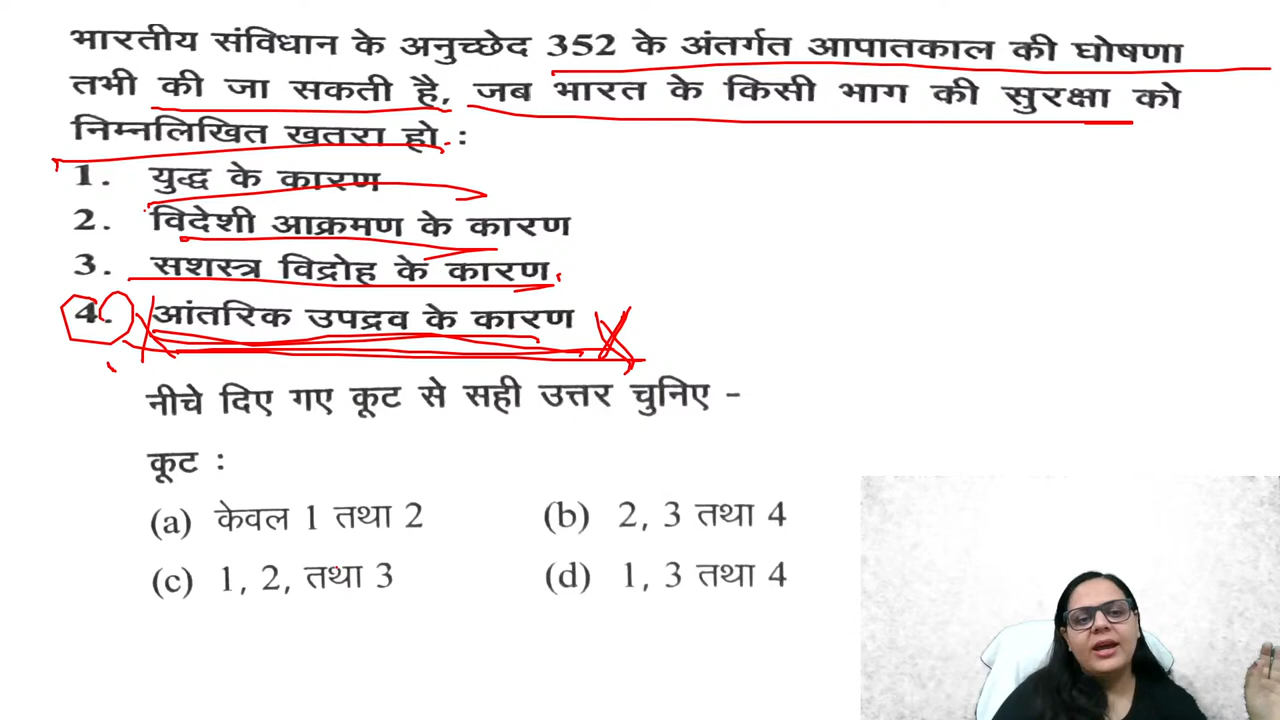 भारतीय संविधान के अनुच्छेद 352 के अंतर्गत आपातकाल की घोषणा
तभी की जा सकती है, जब भारत के किसी भाग की सुरक्षा को
निम्नलिखित खतरा हो :
1. युद्ध के कारण
2. विदेशी आक्रमण के कारण
3. सशस्त्र विद्रोह के कारण
4. आंतरिक उपद्रव के कारण
नीचे दिए गए कूट से सही उत्तर चुनिए -
कूट :
(a) केवल 1 तथा 2 (b) 2, 3 तथा 4
(c) 1, 2, तथा 3 (d) 1, 3 तथा 4